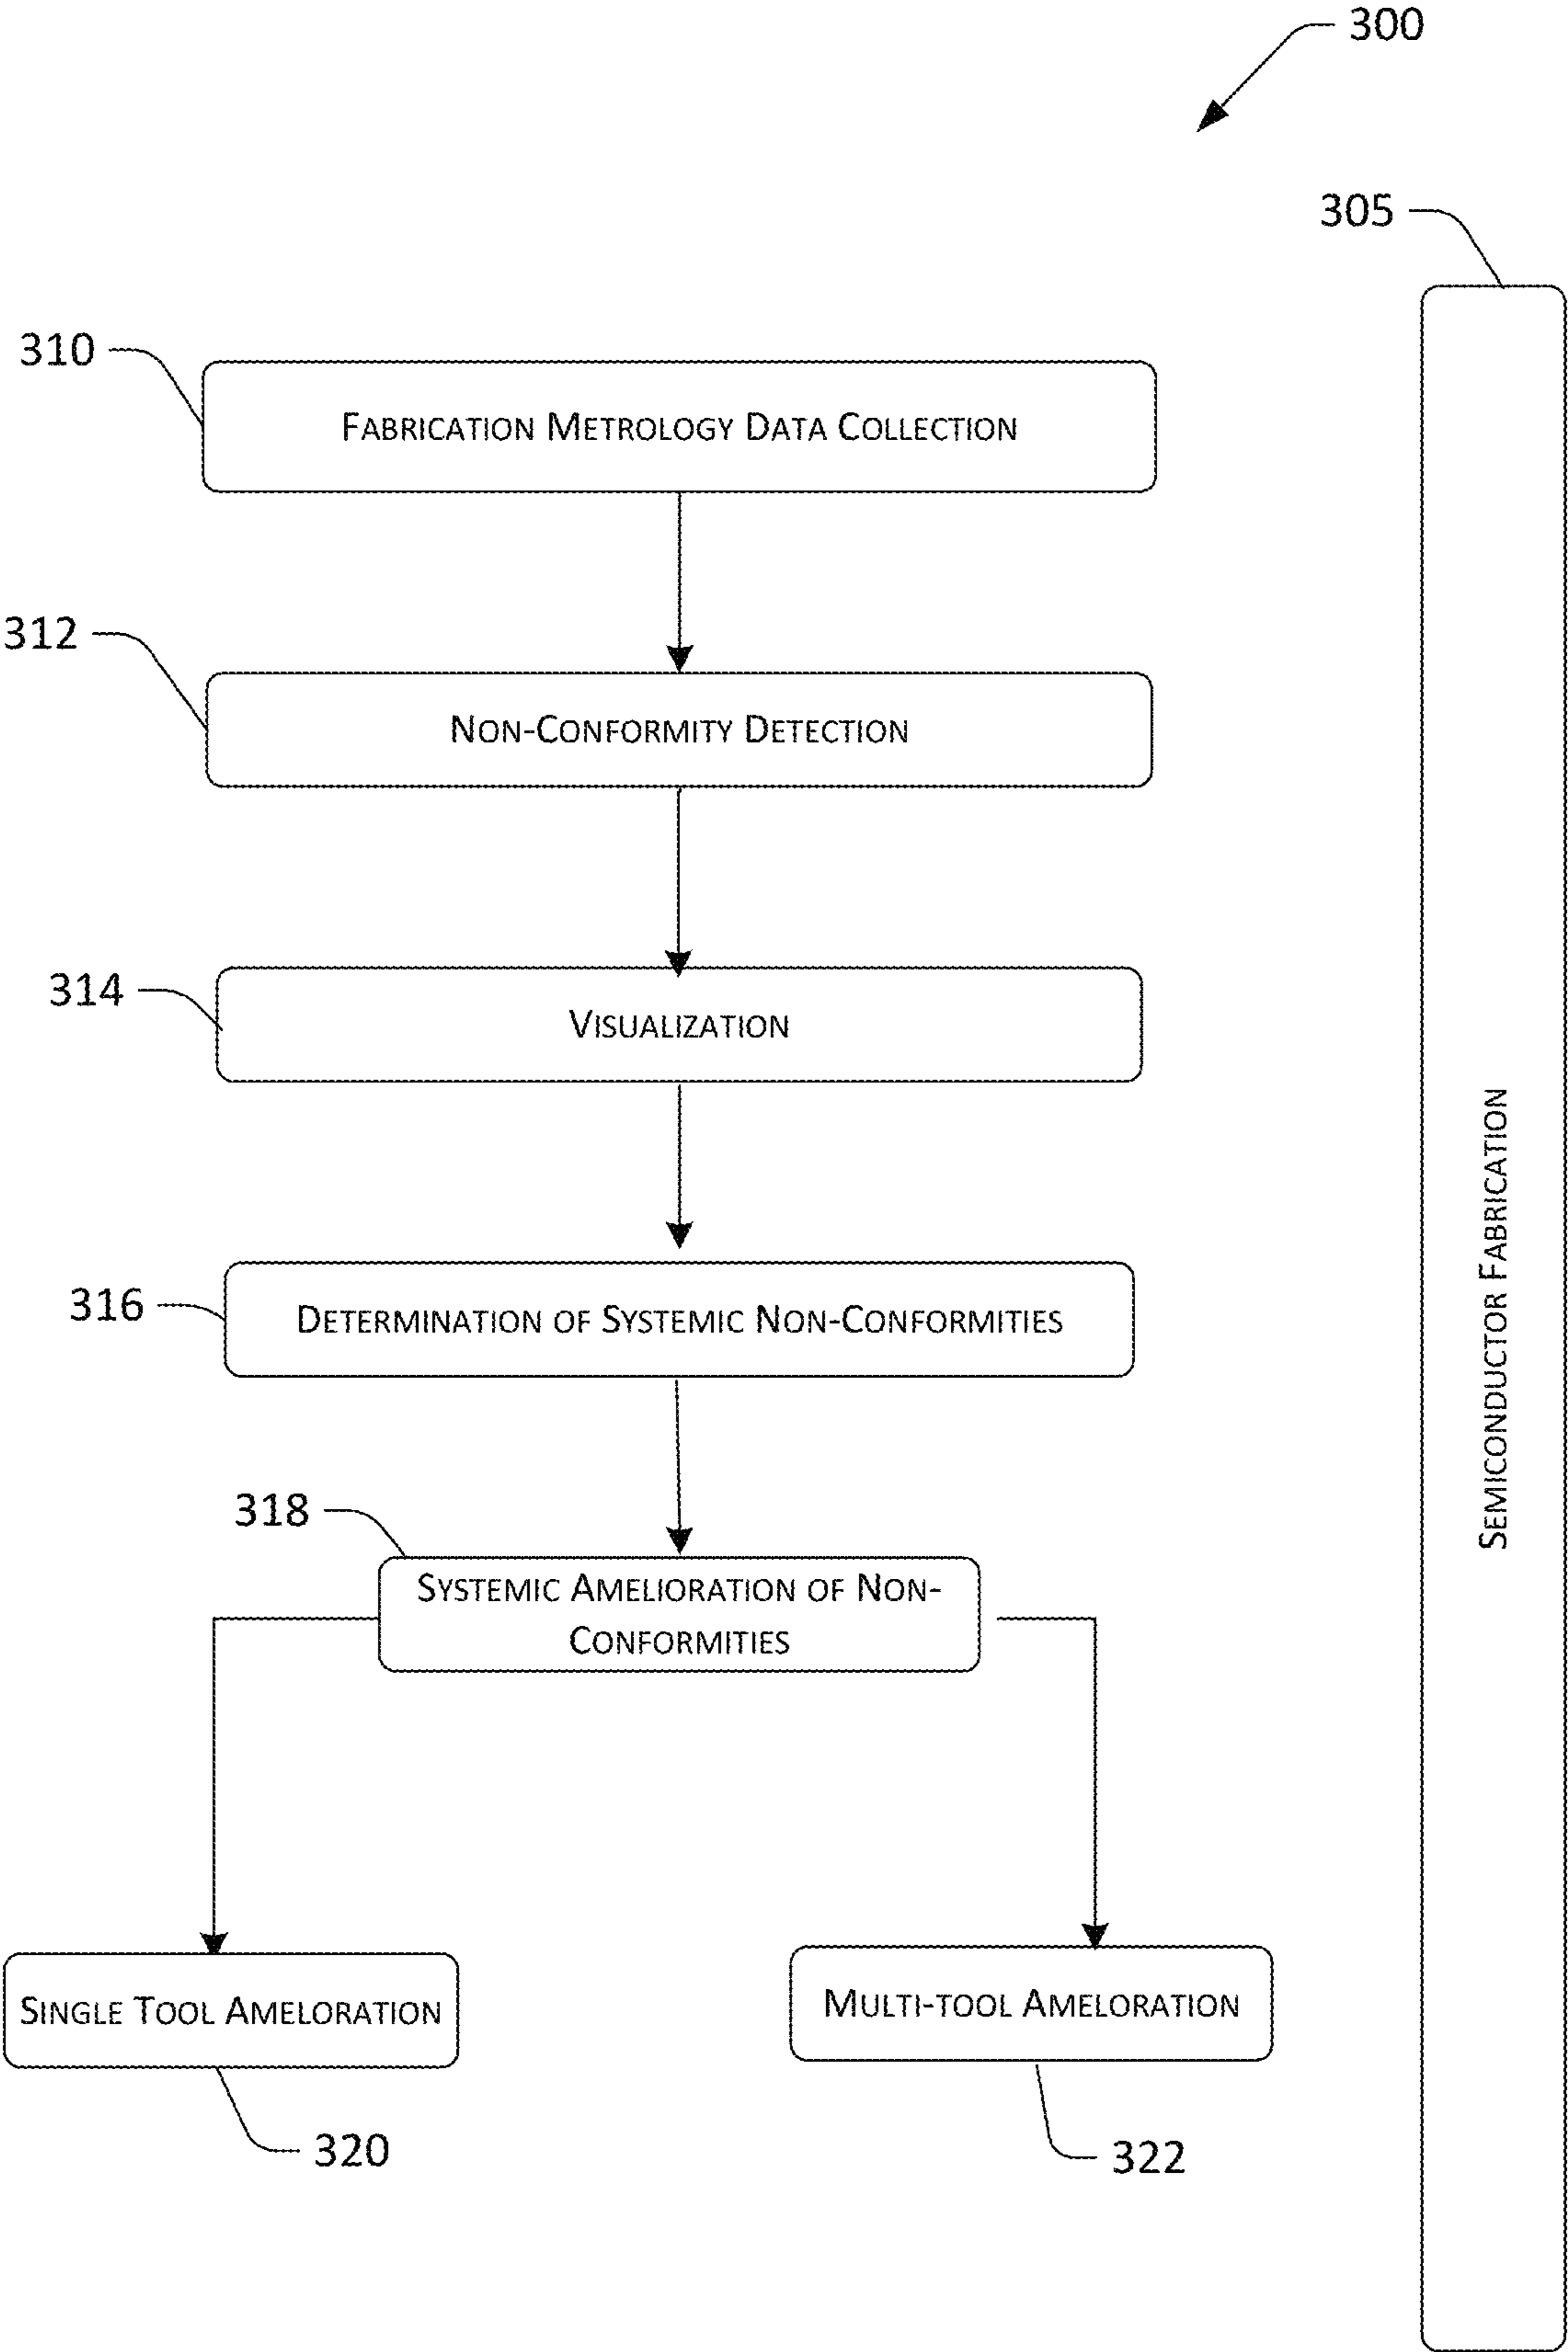 300
305
310
FABRICATION METROLOGY DATA COLLECTION
312
NON-CONFORMITY DETECTION
314
VISUALIZATION
316
DETERMINATION OF SYSTEMIC NON-CONFORMITIES
318
SYSTEMIC AMELIORATION OF NON-
CONFORMITIES
SINGLE TOOL AMELORATION
320
MULTI-TOOL AMELORATION
322
SEMICONDUCTOR FABRICATION